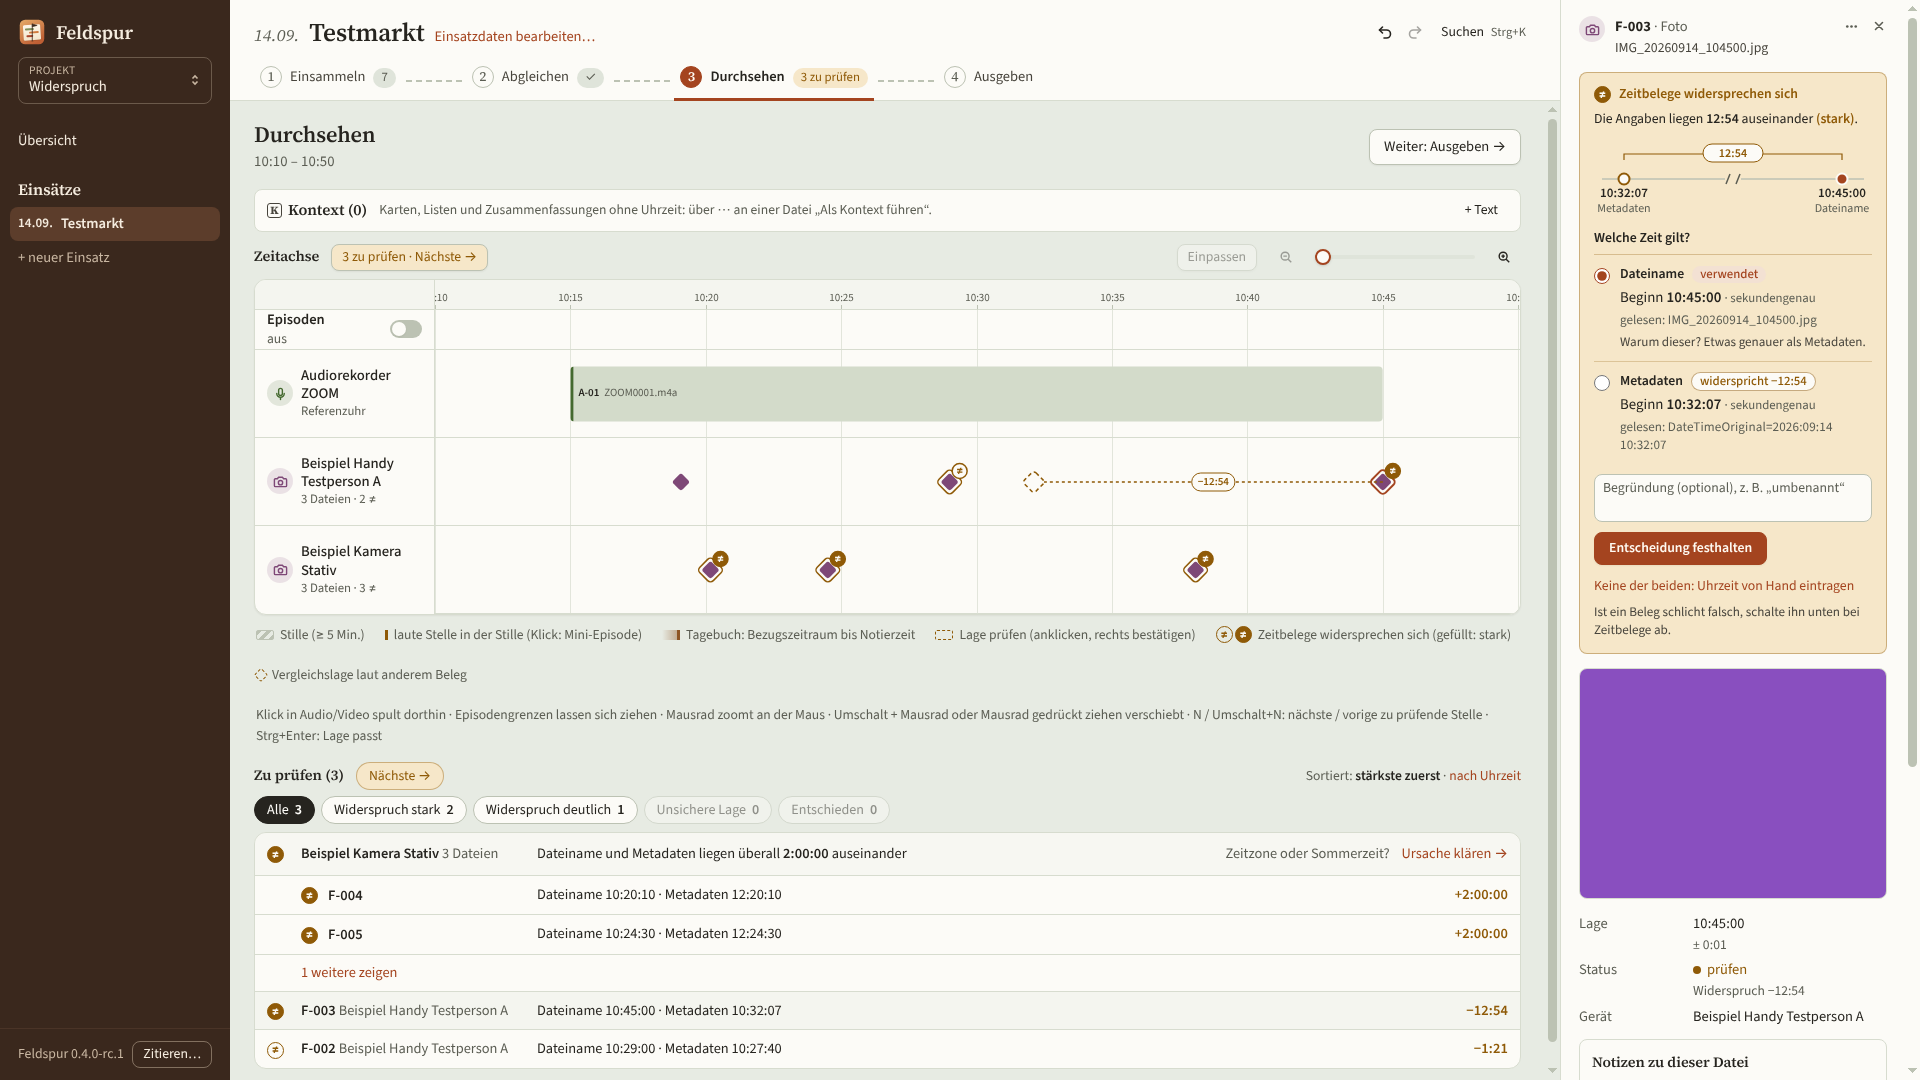 Feldspur
PROJEKT
Widerspruch
Übersicht
Einsätze
14.09. Testmarkt
+ neuer Einsatz
Feldspur 0.4.0-rc.1 Zitieren…
14.09. Testmarkt Einsatzdaten bearbeiten…
Suchen Strg+K
1 Einsammeln 7 2 Abgleichen ✓ 3 Durchsehen 3 zu prüfen 4 Ausgeben
Durchsehen
10:10 – 10:50
Weiter: Ausgeben →
K Kontext (0) Karten, Listen und Zusammenfassungen ohne Uhrzeit: über ··· an einer Datei „Als Kontext führen“. + Text
Zeitachse 3 zu prüfen · Nächste → Einpassen
:10 10:15 10:20 10:25 10:30 10:35 10:40 10:45 10:
Episoden
aus
Audiorekorder
ZOOM
Referenzuhr
A-01 ZOOM0001.m4a
Beispiel Handy
Testperson A
3 Dateien · 2 ≠
≠ −12:54 ≠
Beispiel Kamera
Stativ
3 Dateien · 3 ≠
≠ ≠ ≠
Stille (≥ 5 Min.) laute Stelle in der Stille (Klick: Mini-Episode) Tagebuch: Bezugszeitraum bis Notierzeit Lage prüfen (anklicken, rechts bestätigen) ≠ ≠ Zeitbelege widersprechen sich (gefüllt: stark)
Vergleichslage laut anderem Beleg
Klick in Audio/Video spult dorthin · Episodengrenzen lassen sich ziehen · Mausrad zoomt an der Maus · Umschalt + Mausrad oder Mausrad gedrückt ziehen verschiebt · N / Umschalt+N: nächste / vorige zu prüfende Stelle ·
Strg+Enter: Lage passt
Zu prüfen (3) Nächste → Sortiert: stärkste zuerst · nach Uhrzeit
Alle 3 Widerspruch stark 2 Widerspruch deutlich 1 Unsichere Lage 0 Entschieden 0
≠ Beispiel Kamera Stativ 3 Dateien Dateiname und Metadaten liegen überall 2:00:00 auseinander Zeitzone oder Sommerzeit? Ursache klären →
≠ F-004 Dateiname 10:20:10 · Metadaten 12:20:10 +2:00:00
≠ F-005 Dateiname 10:24:30 · Metadaten 12:24:30 +2:00:00
1 weitere zeigen
≠ F-003 Beispiel Handy Testperson A Dateiname 10:45:00 · Metadaten 10:32:07 −12:54
≠ F-002 Beispiel Handy Testperson A Dateiname 10:29:00 · Metadaten 10:27:40 −1:21
F-003 · Foto
IMG_20260914_104500.jpg
≠ Zeitbelege widersprechen sich
Die Angaben liegen 12:54 auseinander (stark).
12:54
10:32:07 10:45:00
Metadaten Dateiname
Welche Zeit gilt?
Dateiname verwendet
Beginn 10:45:00 · sekundengenau
gelesen: IMG_20260914_104500.jpg
Warum dieser? Etwas genauer als Metadaten.
Metadaten widerspricht −12:54
Beginn 10:32:07 · sekundengenau
gelesen: DateTimeOriginal=2026:09:14
10:32:07
Begründung (optional), z. B. „umbenannt“
Entscheidung festhalten
Keine der beiden: Uhrzeit von Hand eintragen
Ist ein Beleg schlicht falsch, schalte ihn unten bei
Zeitbelege ab.
Lage 10:45:00
± 0:01
Status prüfen
Widerspruch −12:54
Gerät Beispiel Handy Testperson A
Notizen zu dieser Datei